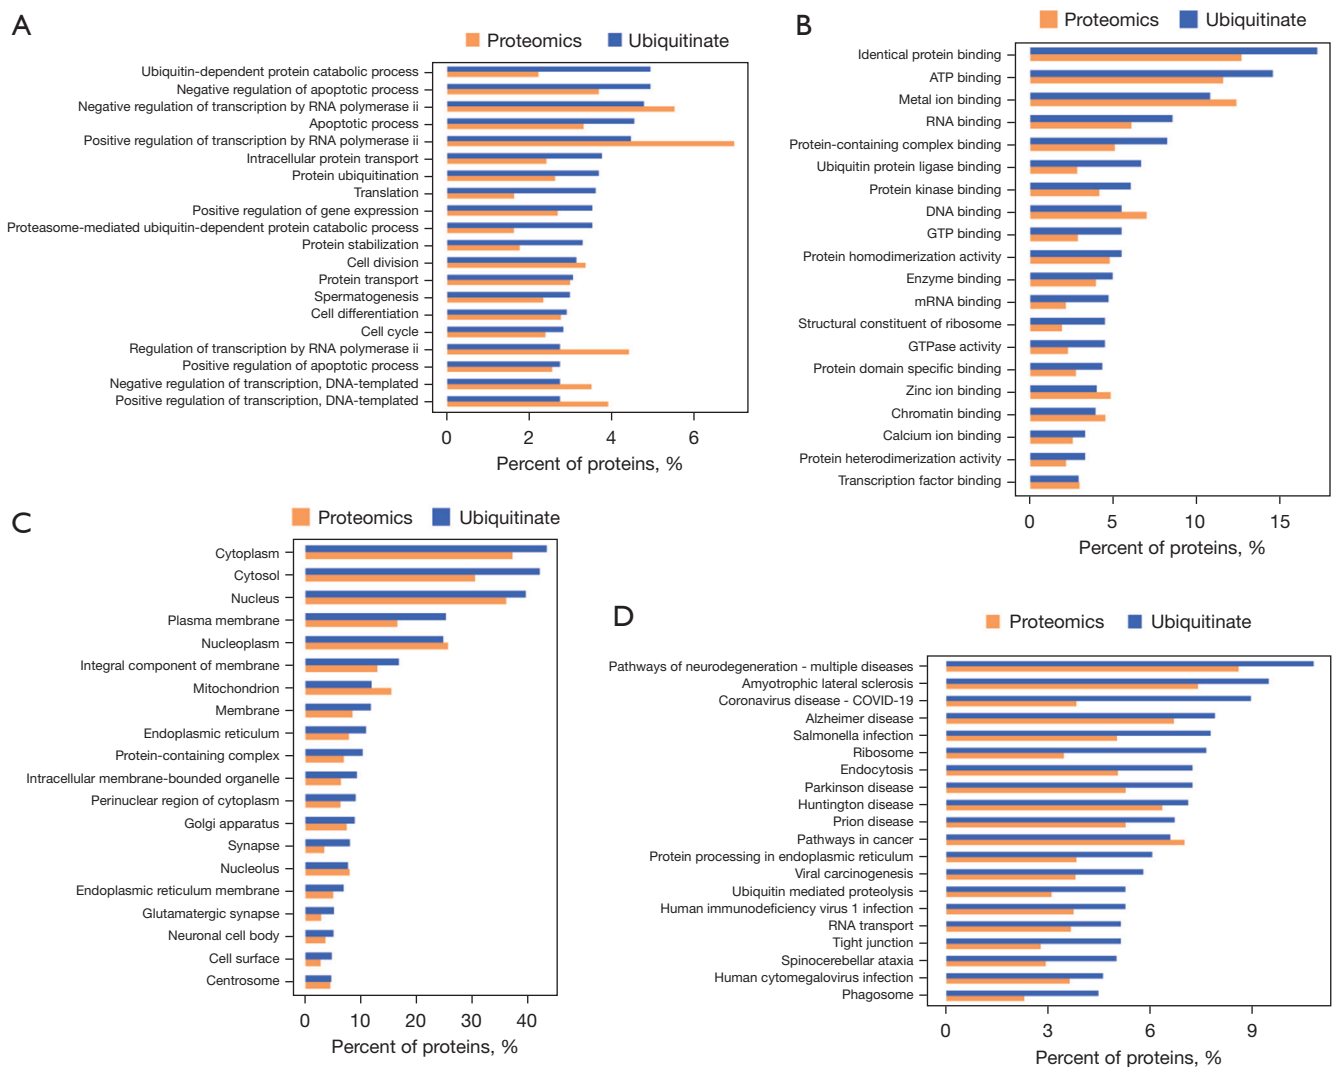 A
Proteomics Ubiquitinate
Ubiquitin-dependent protein catabolic process
Negative regulation of apoptotic process
Negative regulation of transcription by RNA polymerase ii
Apoptotic process
Positive regulation of transcription by RNA polymerase ii
Intracellular protein transport
Protein ubiquitination
Translation
Positive regulation of gene expression
Proteasome-mediated ubiquitin-dependent protein catabolic process
Protein stabilization
Cell division
Protein transport
Spermatogenesis
Cell differentiation
Cell cycle
Regulation of transcription by RNA polymerase ii
Positive regulation of apoptotic process
Negative regulation of transcription, DNA-templated
Positive regulation of transcription, DNA-templated
0 2 4 6
Percent of proteins, %
B
Proteomics Ubiquitinate
Identical protein binding
ATP binding
Metal ion binding
RNA binding
Protein-containing complex binding
Ubiquitin protein ligase binding
Protein kinase binding
DNA binding
GTP binding
Protein homodimerization activity
Enzyme binding
mRNA binding
Structural constituent of ribosome
GTPase activity
Protein domain specific binding
Zinc ion binding
Chromatin binding
Calcium ion binding
Protein heterodimerization activity
Transcription factor binding
0 5 10 15
Percent of proteins, %
C
Proteomics Ubiquitinate
Cytoplasm
Cytosol
Nucleus
Plasma membrane
Nucleoplasm
Integral component of membrane
Mitochondrion
Membrane
Endoplasmic reticulum
Protein-containing complex
Intracellular membrane-bounded organelle
Perinuclear region of cytoplasm
Golgi apparatus
Synapse
Nucleolus
Endoplasmic reticulum membrane
Glutamatergic synapse
Neuronal cell body
Cell surface
Centrosome
0 10 20 30 40
Percent of proteins, %
D
Proteomics Ubiquitinate
Pathways of neurodegeneration - multiple diseases
Amyotrophic lateral sclerosis
Coronavirus disease - COVID-19
Alzheimer disease
Salmonella infection
Ribosome
Endocytosis
Parkinson disease
Huntington disease
Prion disease
Pathways in cancer
Protein processing in endoplasmic reticulum
Viral carcinogenesis
Ubiquitin mediated proteolysis
Human immunodeficiency virus 1 infection
RNA transport
Tight junction
Spinocerebellar ataxia
Human cytomegalovirus infection
Phagosome
0 3 6 9
Percent of proteins, %